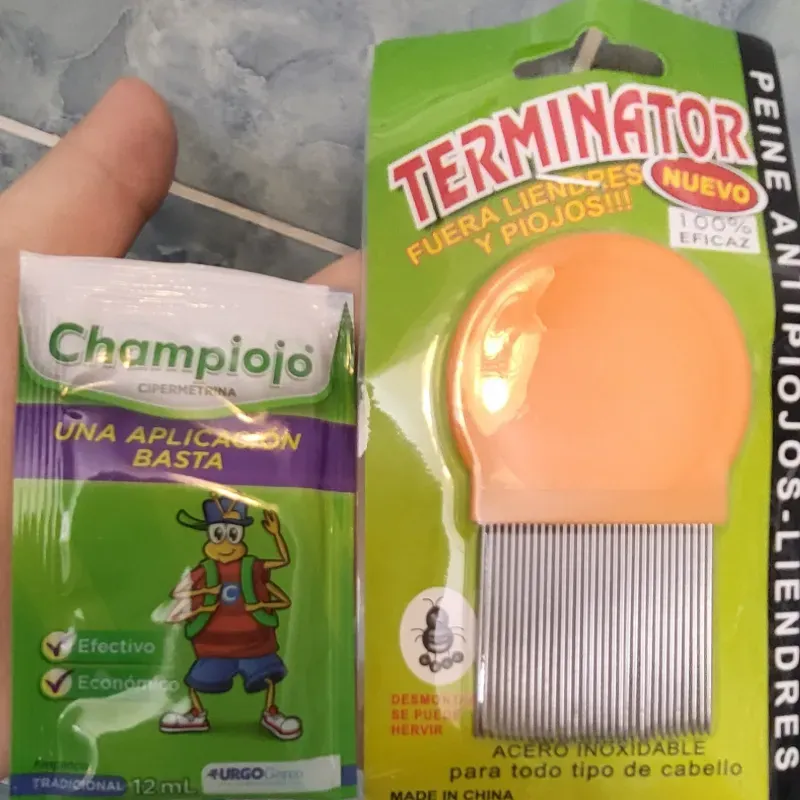 Champiojo
CIPERMETRINA
UNA APLICACIÓN
BASTA
C
Efectivo
Económico
TRADICIONAL 12 mL
URGO
TERMINATOR
FUERA LIENDRES
Y PIOJOS!!!
NUEVO
100%
EFICAZ
PEINE ANTIPIOJOS-LIENDRES
SE PUEDE
HERVIR
ACERO INOXIDABLE
para todo tipo de cabello
MADE IN CHINA